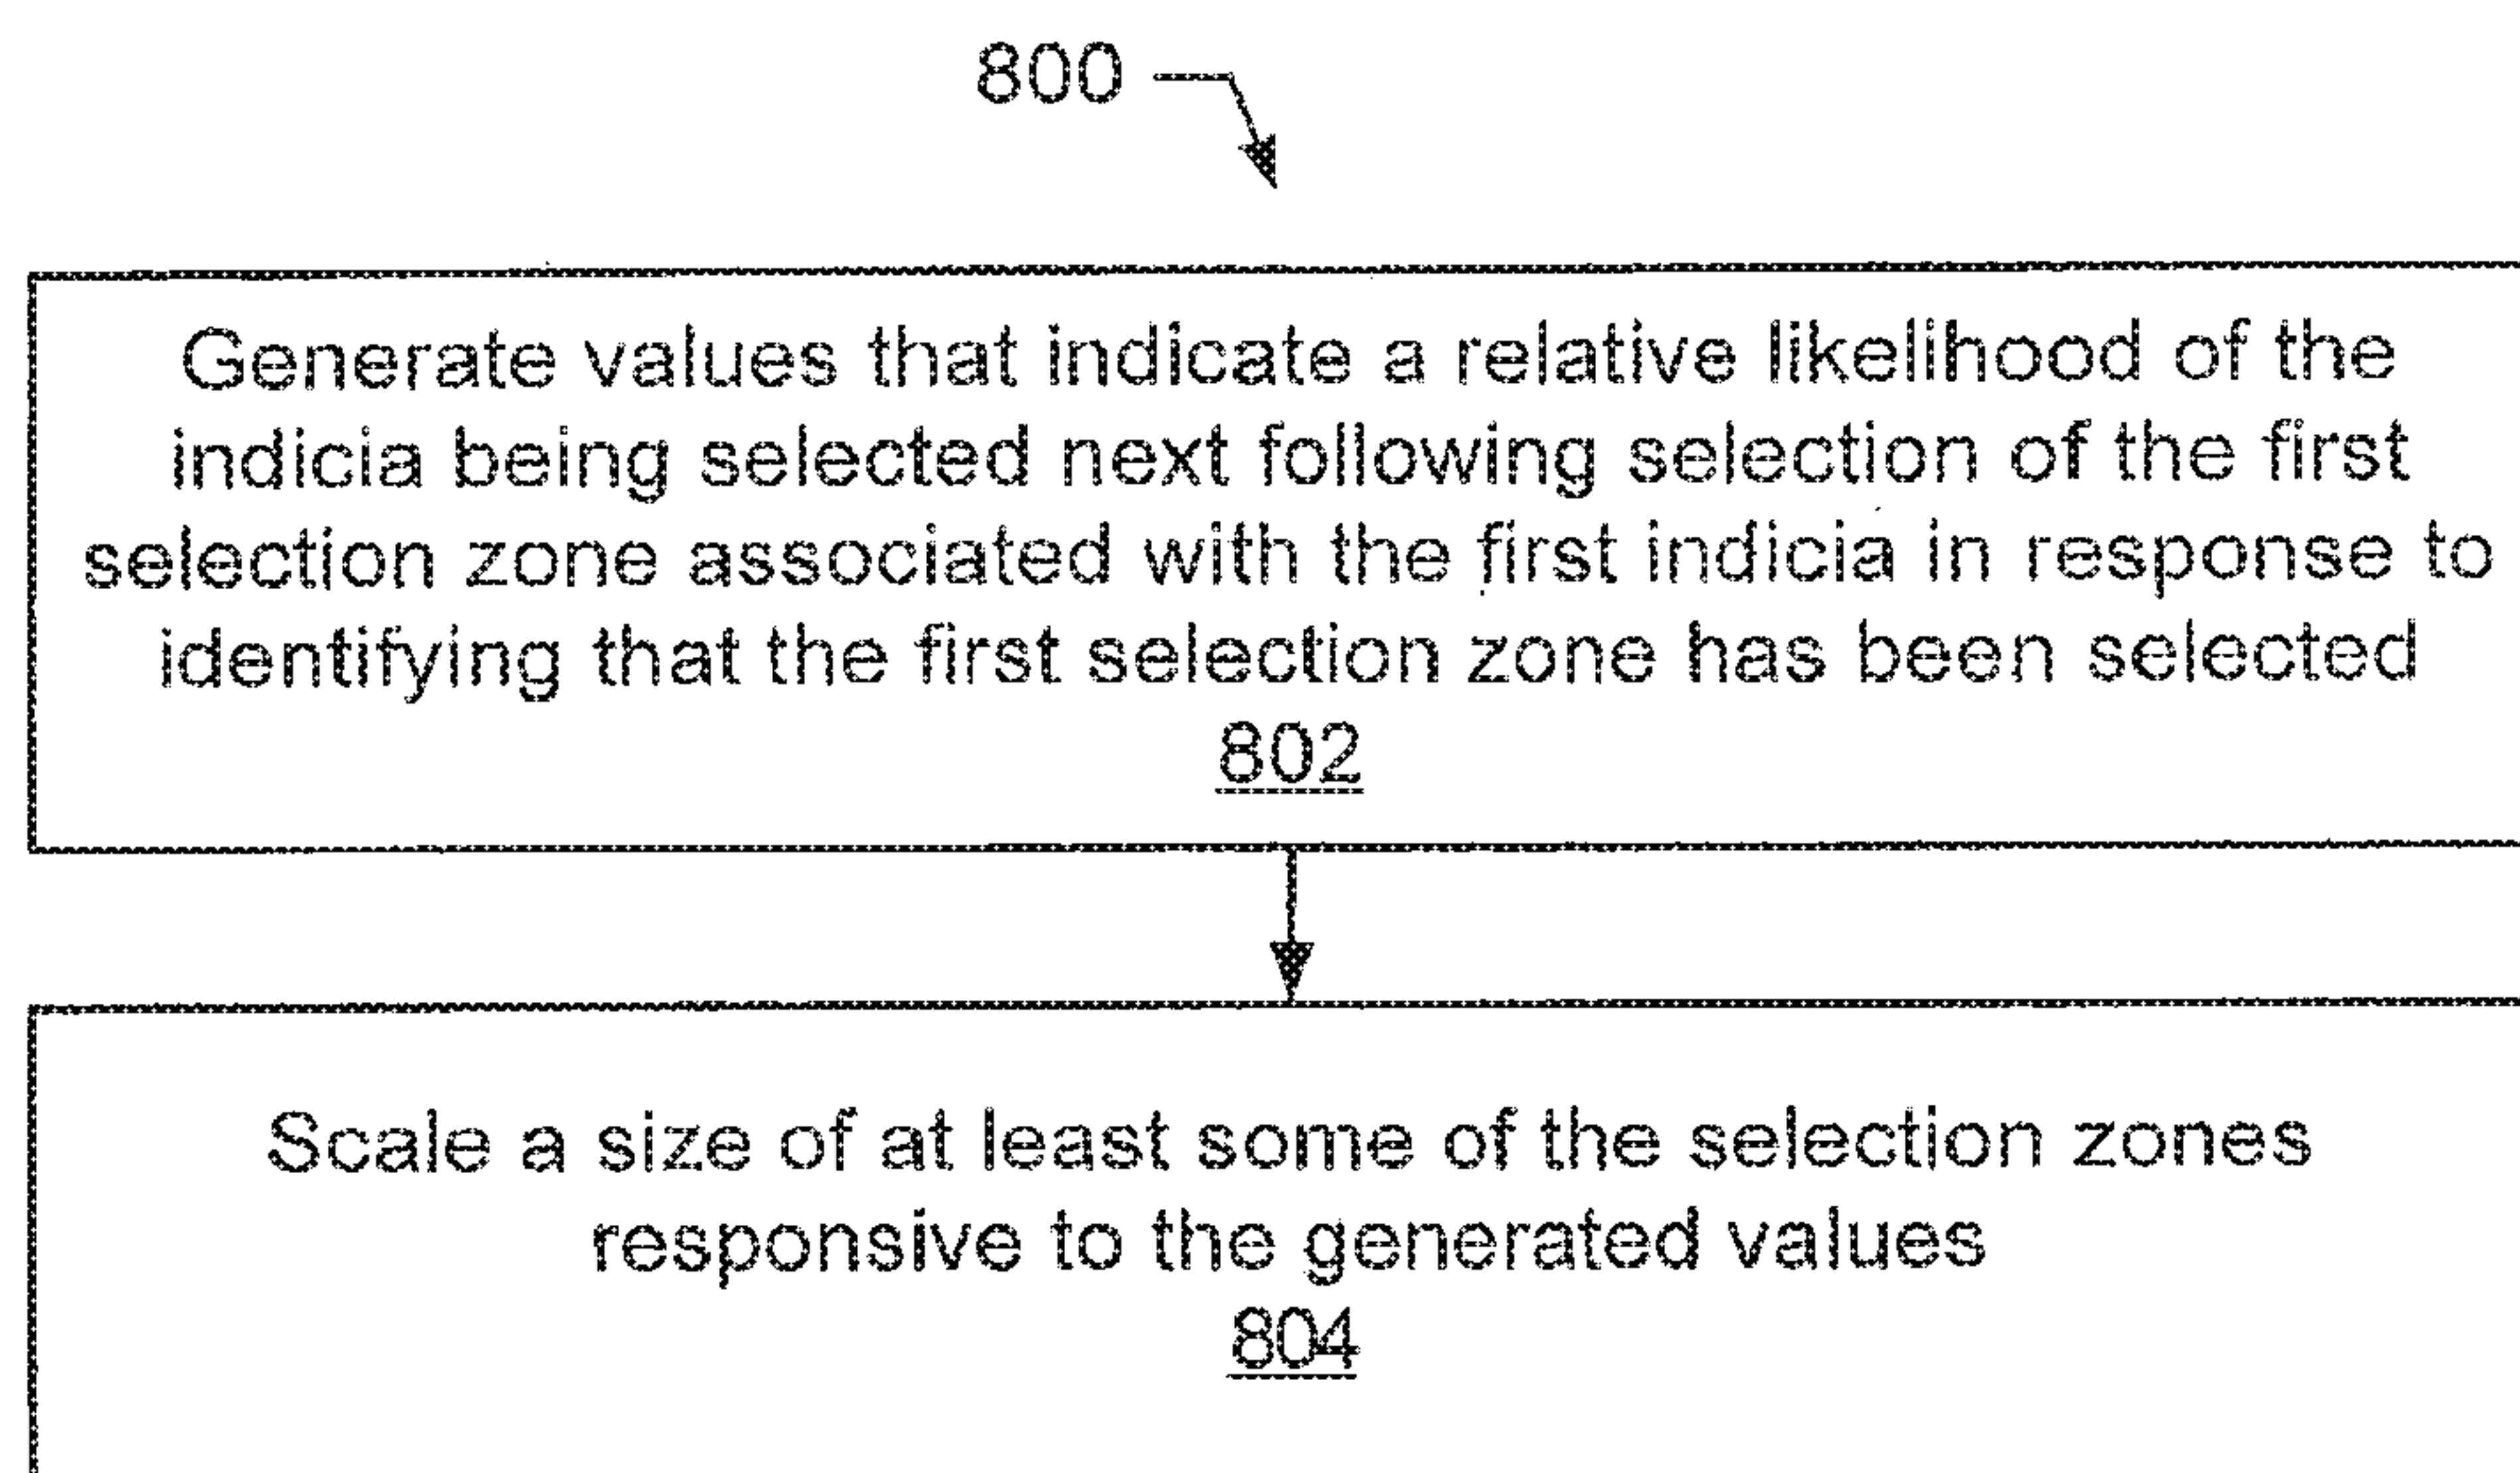 800
Generate values that indicate a relative likelihood of the
indicia being selected next following selection of the first
selection zone associated with the first indicia in response to
identifying that the first selection zone has been selected
802
Scale a size of at least some of the selection zones
responsive to the generated values
804